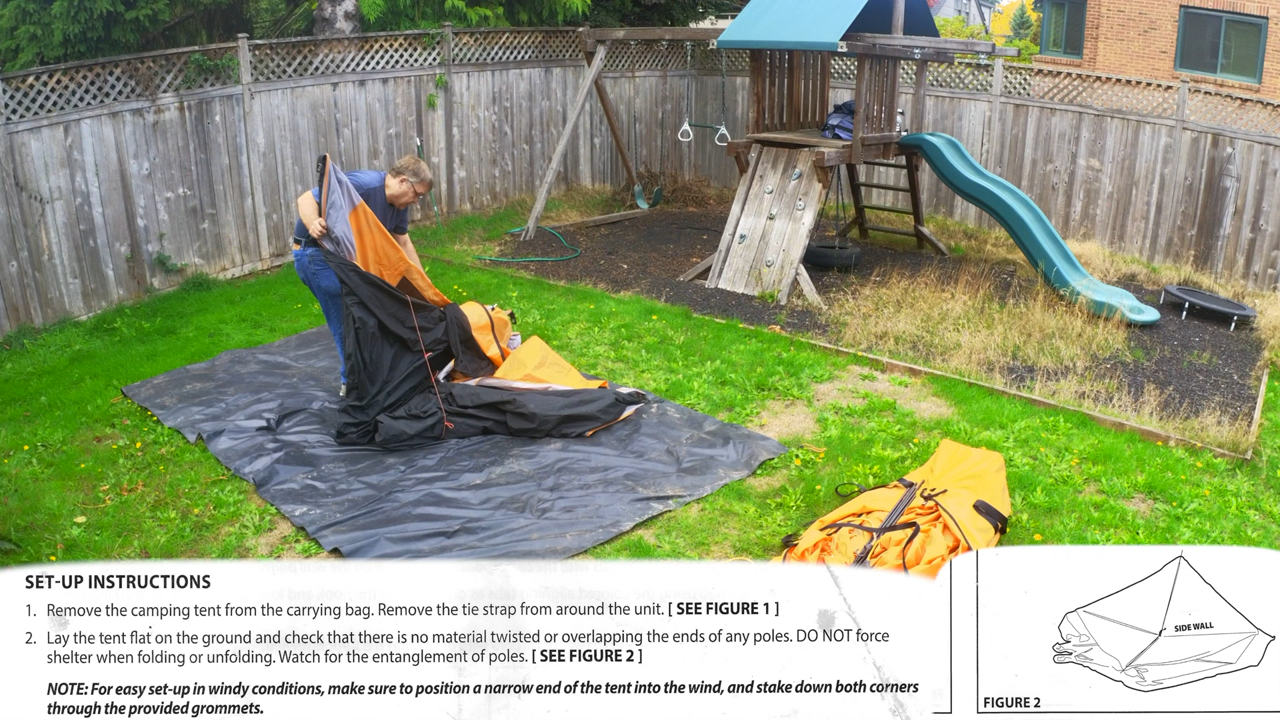 SET-UP INSTRUCTIONS
1. Remove the camping tent from the carrying bag. Remove the tie strap from around the unit. [ SEE FIGURE 1 ]
2. Lay the tent flat on the ground and check that there is no material twisted or overlapping the ends of any poles. DO NOT force
shelter when folding or unfolding. Watch for the entanglement of poles. [ SEE FIGURE 2 ]
NOTE: For easy set-up in windy conditions, make sure to position a narrow end of the tent into the wind, and stake down both corners
through the provided grommets.
SIDE WALL
FIGURE 2